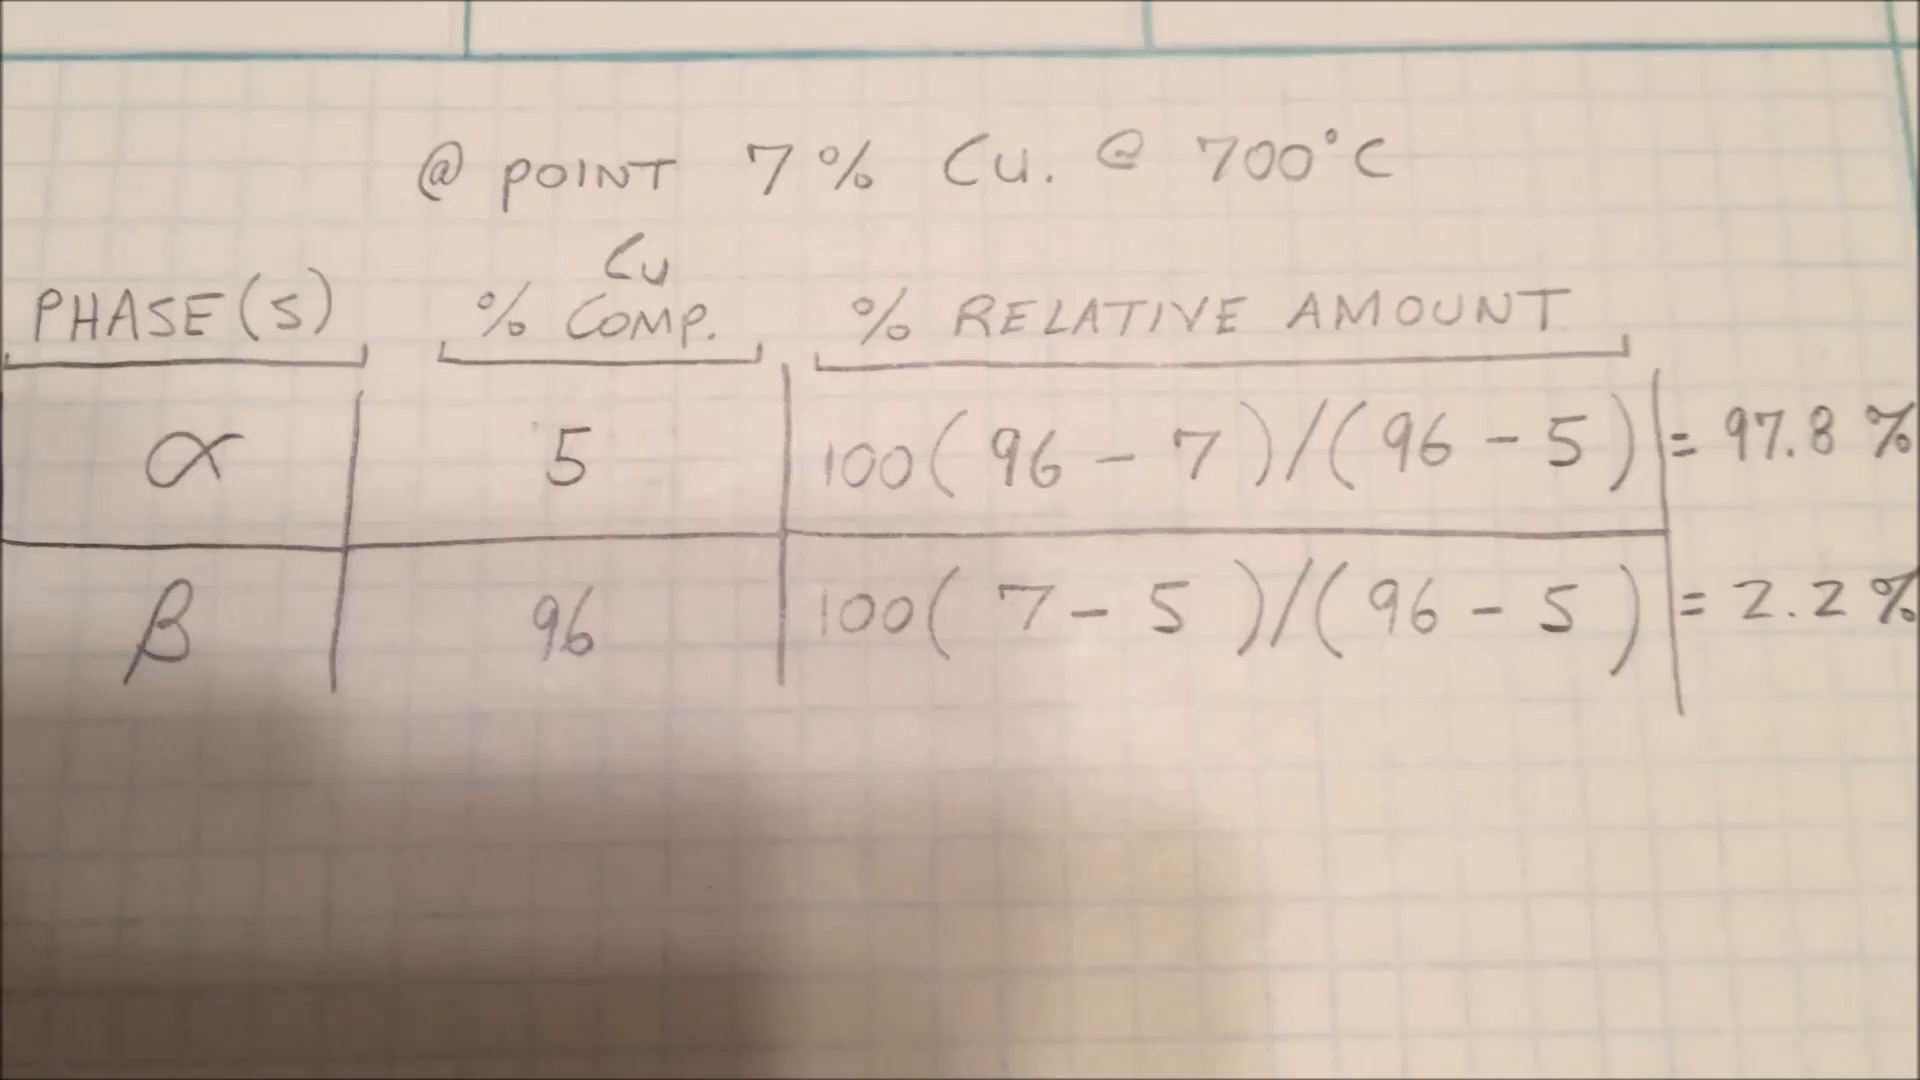 @ POINT 7% Cu. @ 700°C
Cu
PHASE(S) % COMP. % RELATIVE AMOUNT
α 5 100(96-7)/(96-5) = 97.8 %
β 96 100(7-5)/(96-5) = 2.2 %